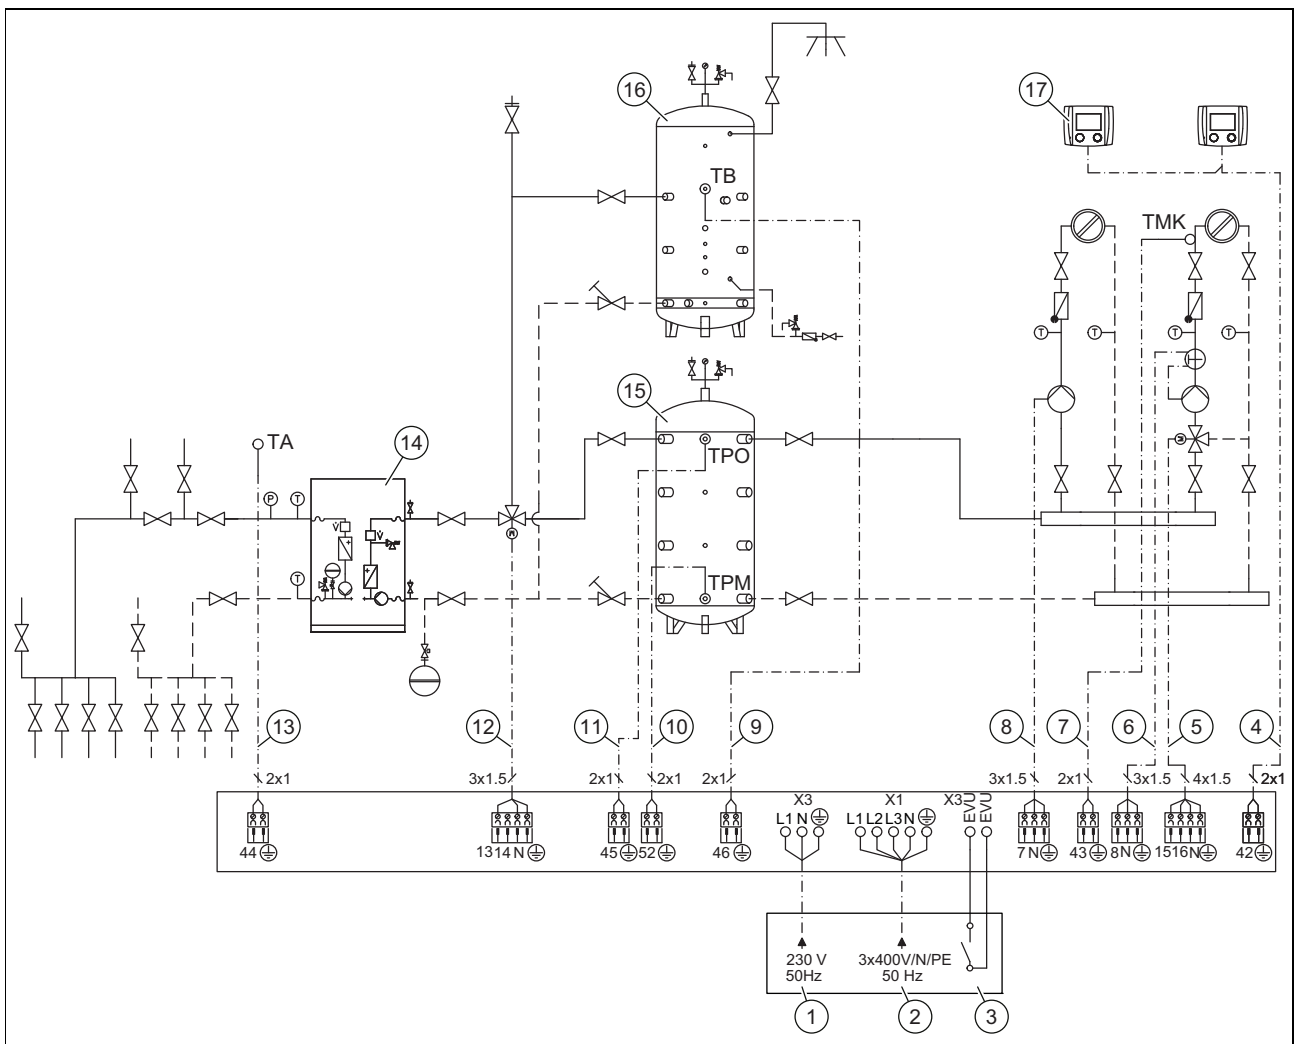 16
17
TB
TMK
T
T
T
T
15
TA
14
TPO
M
P
T
M
V̇
V̇
T
TPM
13
12
11
10
9
8
7
6
5
4
2x1
3x1.5
2x1
2x1
2x1
3x1.5
2x1
3x1.5
4x1.5
2x1
X3
X1
X3
EVU
EVU
L1 N
L1 L2 L3 N
44
13 14 N
45
52
46
7 N
43
8 N
15 16 N
42
230 V
50Hz
3x400V/N/PE
50 Hz
1
2
3